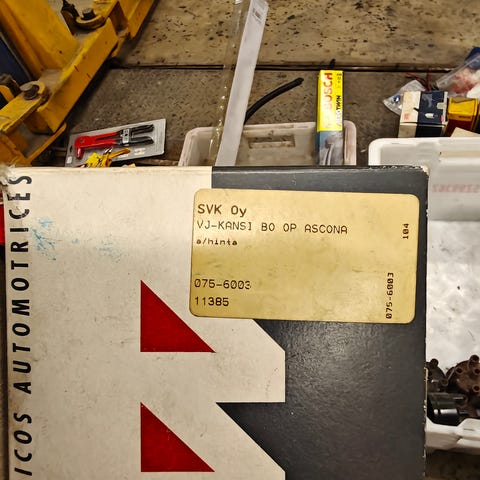 SVK Oy
VJ-KANSI BO OP ASCONA
a/hinta
075-6003
11385
104
075-6003
ICOS AUTOMOTRICES
BOSCH